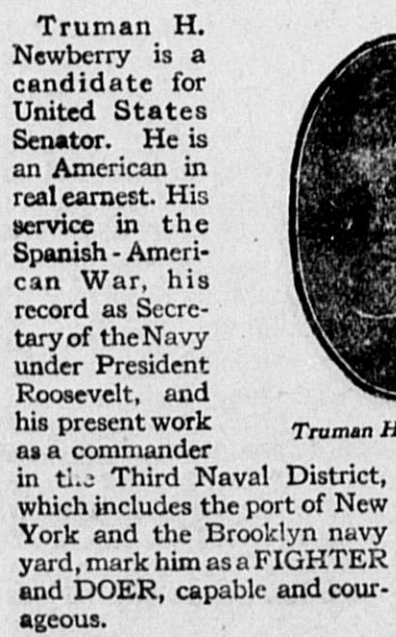 Truman H.
Newberry is a
candidate for
United States
Senator. He is
an American in
real earnest. His
service in the
Spanish - Ameri-
can War, his
record as Secre-
tary of the Navy
under President
Roosevelt, and
his present work
as a commander
Truman H
in the Third Naval District,
which includes the port of New
York and the Brooklyn navy
yard, mark him as a FIGHTER
and DOER, capable and cour-
ageous.